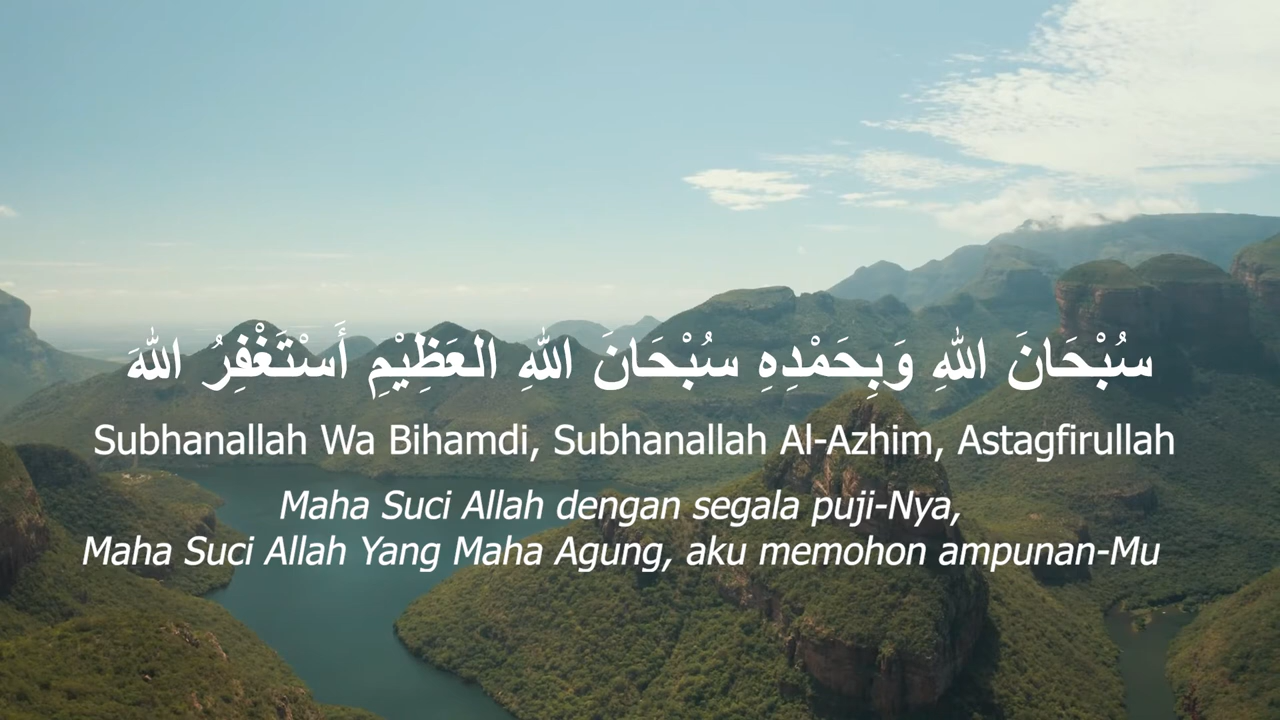 سُبْحَانَ اللهِ وَبِحَمْدِهِ سُبْحَانَ اللهِ العَظِيْمِ أَسْتَغْفِرُ اللهَ
Subhanallah Wa Bihamdi, Subhanallah Al-Azhim, Astagfirullah
Maha Suci Allah dengan segala puji-Nya,
Maha Suci Allah Yang Maha Agung, aku memohon ampunan-Mu